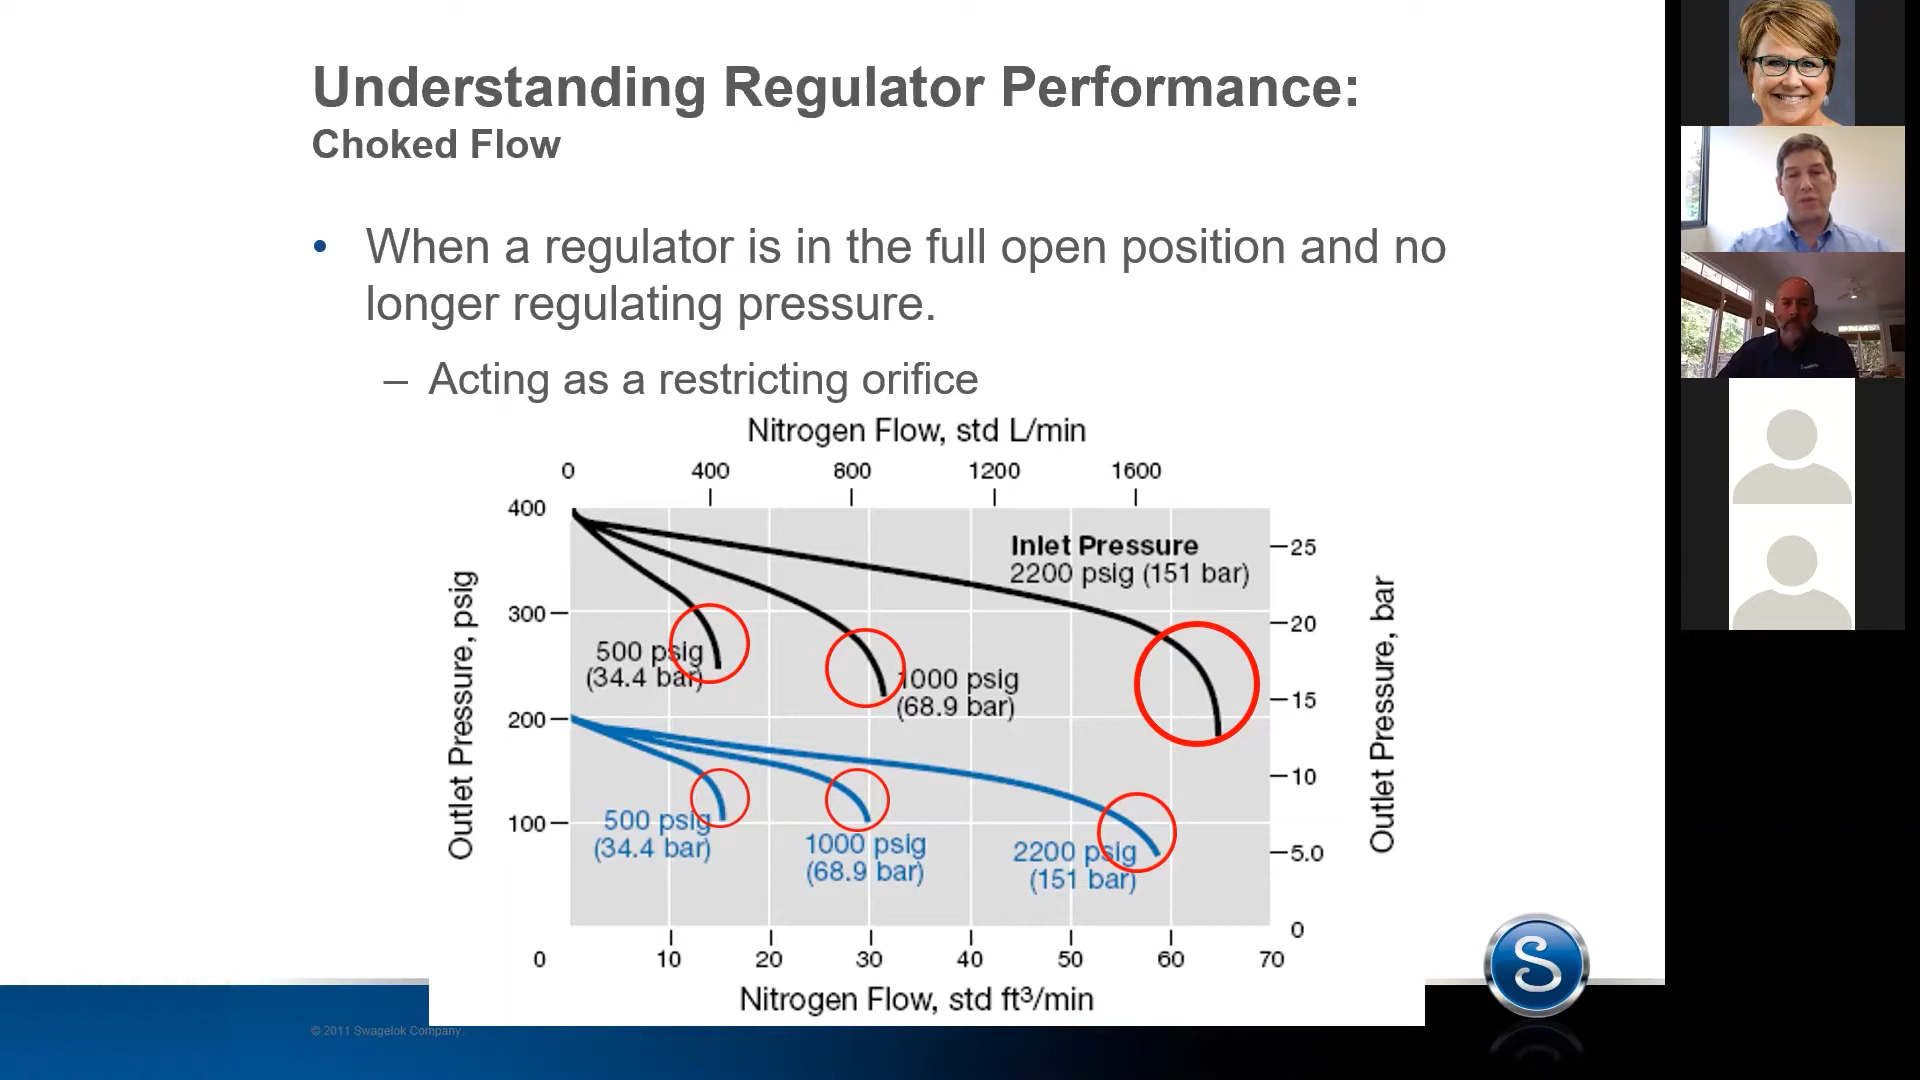 Understanding Regulator Performance:
Choked Flow
• When a regulator is in the full open position and no
longer regulating pressure.
– Acting as a restricting orifice
Nitrogen Flow, std L/min
0 400 800 1200 1600
400
300
200
100
0
Outlet Pressure, psig
Inlet Pressure
2200 psig (151 bar)
500 psig
(34.4 bar)
1000 psig
(68.9 bar)
500 psig
(34.4 bar)
1000 psig
(68.9 bar)
2200 psig
(151 bar)
25
20
15
10
5.0
0
Outlet Pressure, bar
10 20 30 40 50 60 70
Nitrogen Flow, std ft³/min
© 2011 Swagelok Company.
S